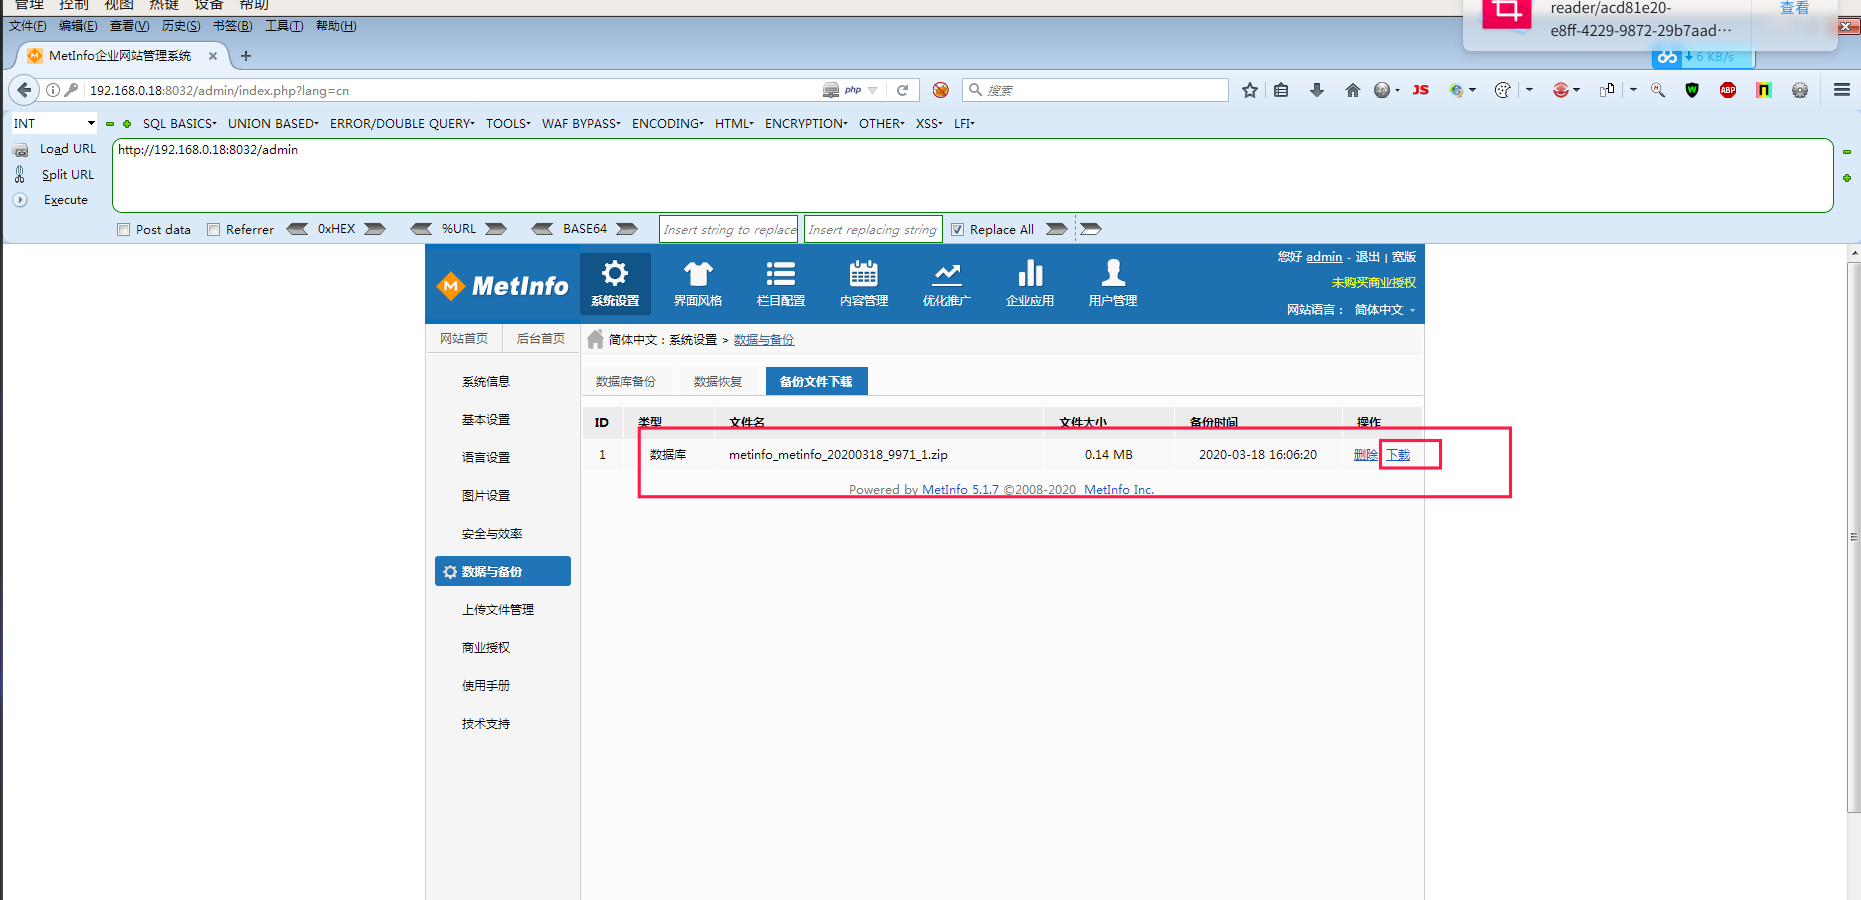 管理 控制 视图 热键 设备 帮助
reader/acd81e20-
e8ff-4229-9872-29b7aad···
查看
文件(F) 编辑(E) 查看(V) 历史(S) 书签(B) 工具(T) 帮助(H)
MetInfo企业网站管理系统
6 KB/s
192.168.0.18:8032/admin/index.php?lang=cn
php
搜索
JS
ABP
INT
SQL BASICS UNION BASED ERROR/DOUBLE QUERY TOOLS WAF BYPASS ENCODING HTML ENCRYPTION OTHER XSS LFI
Load URL
http://192.168.0.18:8032/admin
Split URL
Execute
Post data Referrer 0xHEX %URL BASE64 Insert string to replace Insert replacing string Replace All
MetInfo
系统设置 界面风格 栏目配置 内容管理 优化推广 企业应用 用户管理
您好 admin - 退出 | 宽版
未购买商业授权
网站语言： 简体中文
网站首页 后台首页
简体中文：系统设置 > 数据与备份
系统信息
基本设置
语言设置
图片设置
安全与效率
数据与备份
上传文件管理
商业授权
使用手册
技术支持
数据库备份 数据恢复 备份文件下载
ID 类型 文件名 文件大小 备份时间 操作
1 数据库 metinfo_metinfo_20200318_9971_1.zip 0.14 MB 2020-03-18 16:06:20 删除 下载
Powered by MetInfo 5.1.7 ©2008-2020 MetInfo Inc.